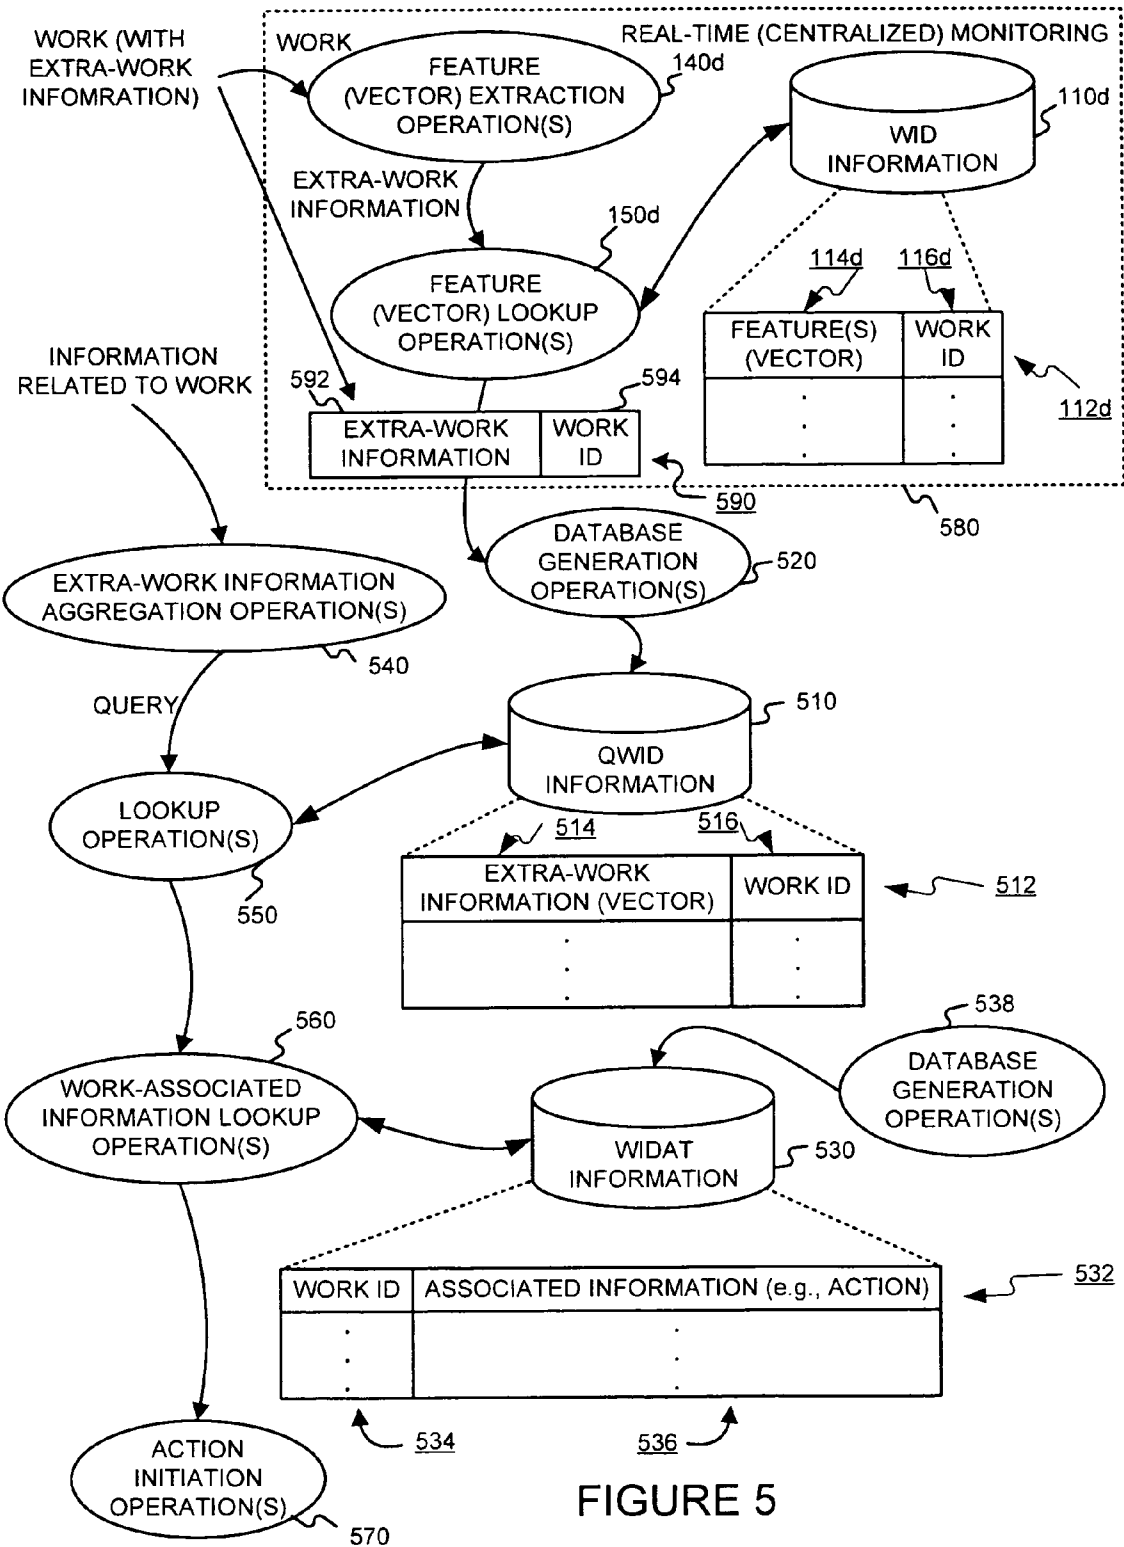 WORK (WITH
EXTRA-WORK
INFOMRATION)
WORK
REAL-TIME (CENTRALIZED) MONITORING
FEATURE
(VECTOR) EXTRACTION
OPERATION(S)
140d
WID
INFORMATION
110d
EXTRA-WORK
INFORMATION
150d
FEATURE
(VECTOR) LOOKUP
OPERATION(S)
114d
116d
FEATURE(S)
(VECTOR)
WORK
ID
112d
INFORMATION
RELATED TO WORK
592
594
EXTRA-WORK
INFORMATION
WORK
ID
590
580
DATABASE
GENERATION
OPERATION(S)
520
EXTRA-WORK INFORMATION
AGGREGATION OPERATION(S)
540
QUERY
510
QWID
INFORMATION
LOOKUP
OPERATION(S)
550
514
516
EXTRA-WORK
INFORMATION (VECTOR)
WORK ID
512
560
538
WORK-ASSOCIATED
INFORMATION LOOKUP
OPERATION(S)
DATABASE
GENERATION
OPERATION(S)
WIDAT
INFORMATION
530
WORK ID
ASSOCIATED INFORMATION (e.g., ACTION)
532
534
536
ACTION
INITIATION
OPERATION(S)
570
FIGURE 5